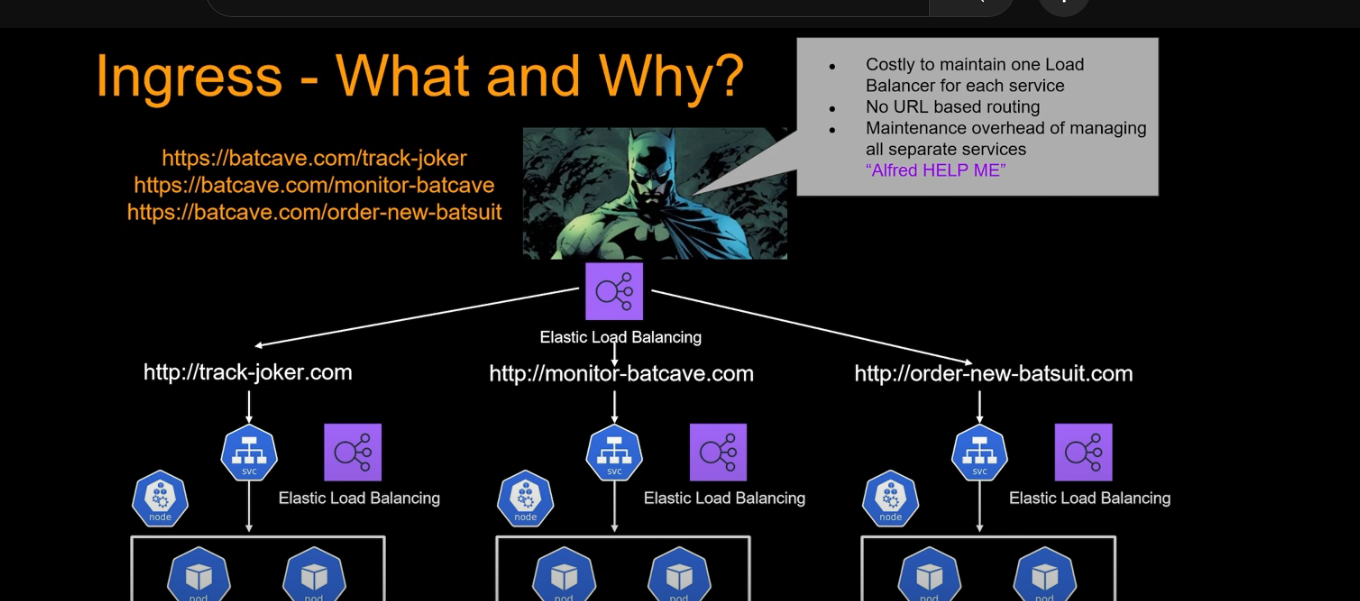 Ingress - What and Why?
• Costly to maintain one Load
Balancer for each service
• No URL based routing
• Maintenance overhead of managing
all separate services
“Alfred HELP ME”
https://batcave.com/track-joker
https://batcave.com/monitor-batcave
https://batcave.com/order-new-batsuit
Elastic Load Balancing
http://track-joker.com
http://monitor-batcave.com
http://order-new-batsuit.com
svc
Elastic Load Balancing
node
svc
Elastic Load Balancing
node
svc
Elastic Load Balancing
node
pod
pod
pod
pod
pod
pod